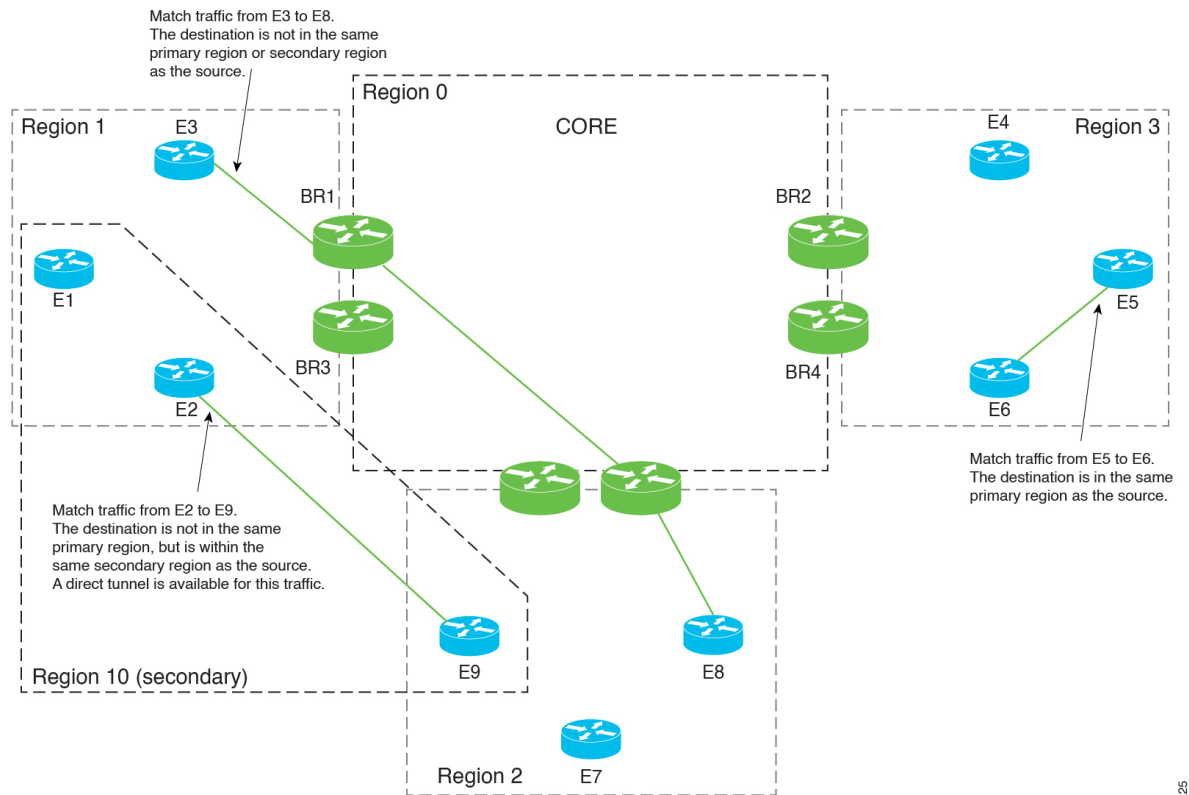 Match traffic from E3 to E8.
The destination is not in the same
primary region or secondary region
as the source.
Region 0
CORE
Region 1
E3
E4
Region 3
BR1
BR2
E1
E5
BR3
BR4
E2
E6
Match traffic from E5 to E6.
The destination is in the same
primary region as the source.
Match traffic from E2 to E9.
The destination is not in the same
primary region, but is within the
same secondary region as the source.
A direct tunnel is available for this traffic.
Region 10 (secondary)
E9
E8
Region 2
E7
25